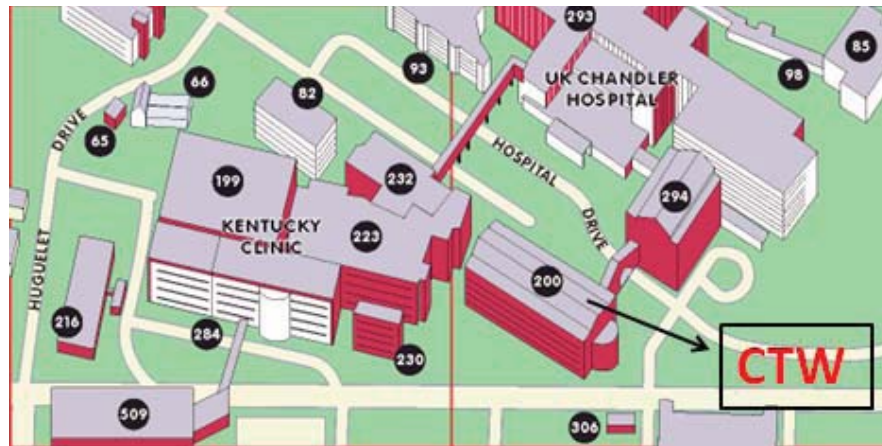 293
85
UK CHANDLER
HOSPITAL
98
93
66
82
65
DRIVE
HUGUELET
199
232
HOSPITAL
DRIVE
294
KENTUCKY
CLINIC
223
200
216
284
230
CTW
509
306